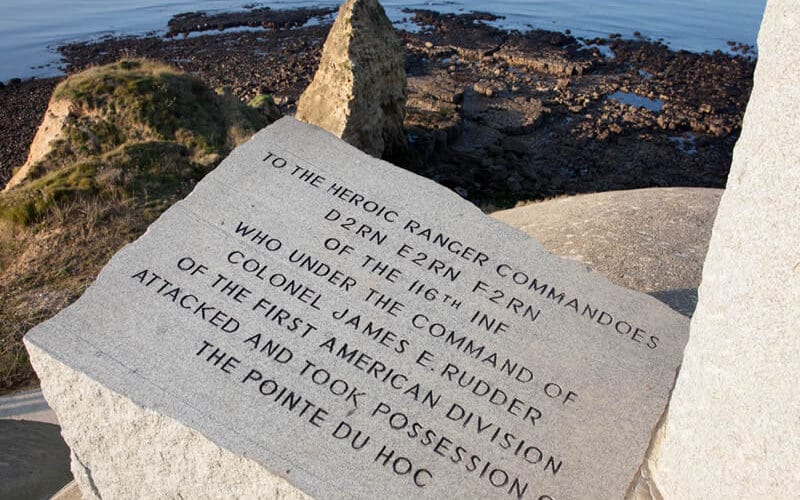 TO THE HEROIC RANGER COMMANDOES
D2RN E2RN F2RN
OF THE 116TH INF
WHO UNDER THE COMMAND OF
COLONEL JAMES E. RUDDER
OF THE FIRST AMERICAN DIVISION
ATTACKED AND TOOK POSSESSION O
THE POINTE DU HOC